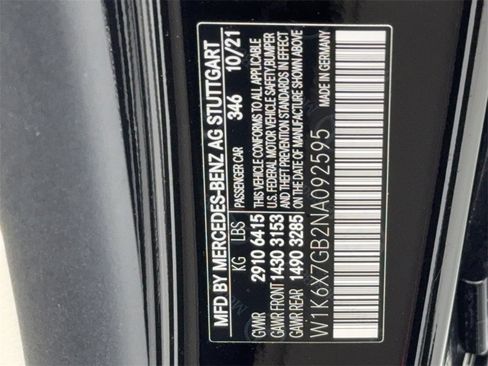 MFD BY MERCEDES-BENZ AG STUTTGART
PASSENGER CAR 346 10/21
KG LBS
THIS VEHICLE CONFORMS TO ALL APPLICABLE
U.S. FEDERAL MOTOR VEHICLE SAFETY,BUMPER
AND THEFT PREVENTION STANDARDS IN EFFECT
ON THE DATE OF MANUFACTURE SHOWN ABOVE
GVWR 2910 6415
GAWR FRONT 1430 3153
GAWR REAR 1490 3285
MADE IN GERMANY
W1K6X7GB2NA092595